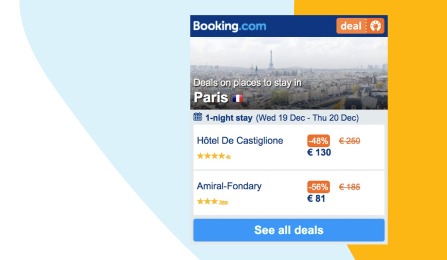 Booking.com
deal
Deals on places to stay in
Paris
1-night stay (Wed 19 Dec - Thu 20 Dec)
Hôtel De Castiglione -48% € 250
€ 130
Amiral-Fondary -56% € 185
€ 81
See all deals